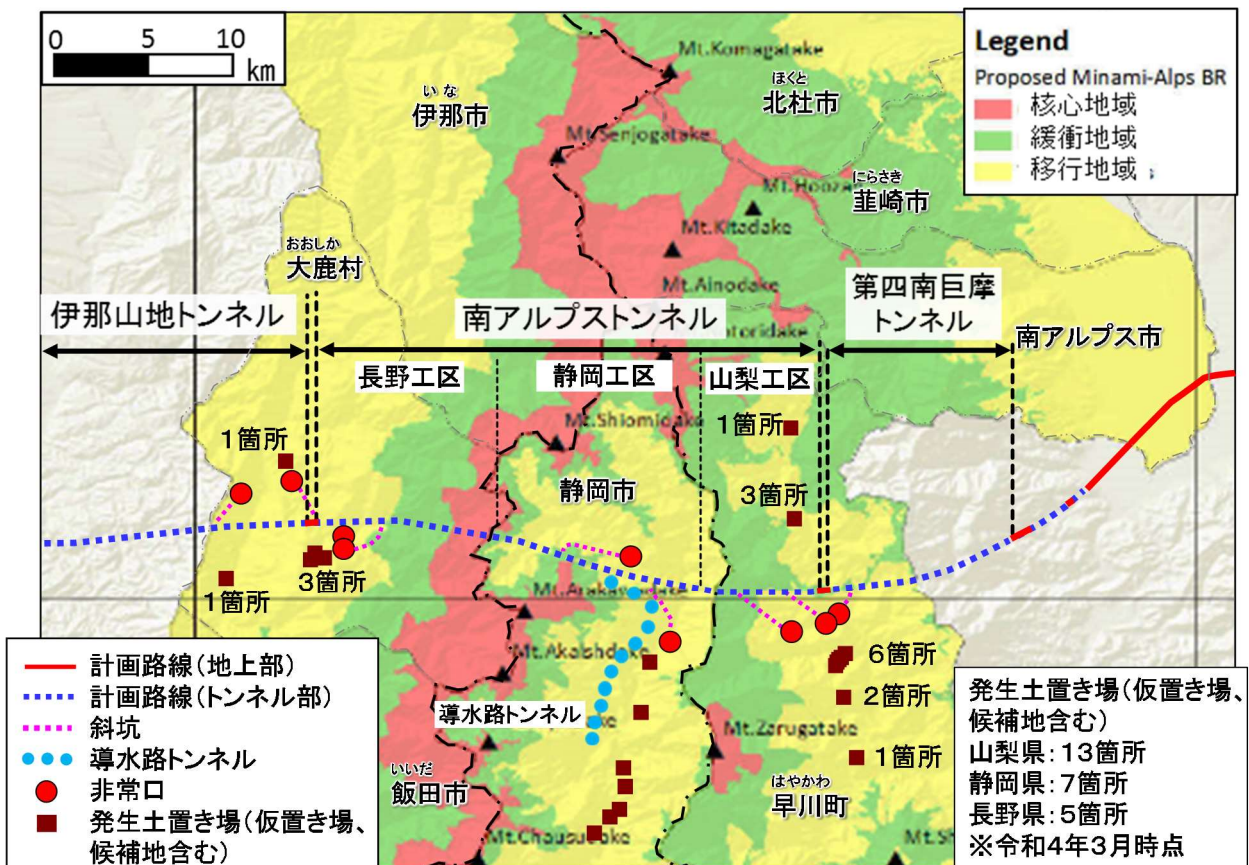 0 5 10
km
Legend
Proposed Minami-Alps BR
核心地域
緩衝地域
移行地域 ;
Mt.Komagatake
いな
伊那市
ほくと
北杜市
Mt.Senjogatake
にらさき
韮崎市
Mt.Kitadake
Mt.Ainodake
おおしか
大鹿村
伊那山地トンネル
南アルプストンネル
第四南巨摩
トンネル
南アルプス市
長野工区
静岡工区
山梨工区
Mt.Shiomidake
1箇所
1箇所
静岡市
3箇所
1箇所
3箇所
Mt.Arakawadake
Mt.Akaishdake
6箇所
2箇所
導水路トンネル
Mt.Zarugatake
1箇所
いいだ
飯田市
はやかわ
早川町
計画路線(地上部)
計画路線(トンネル部)
斜坑
導水路トンネル
非常口
発生土置き場(仮置き場、
候補地含む)
発生土置き場(仮置き場、
候補地含む)
山梨県:13箇所
静岡県:7箇所
長野県:5箇所
※令和4年3月時点